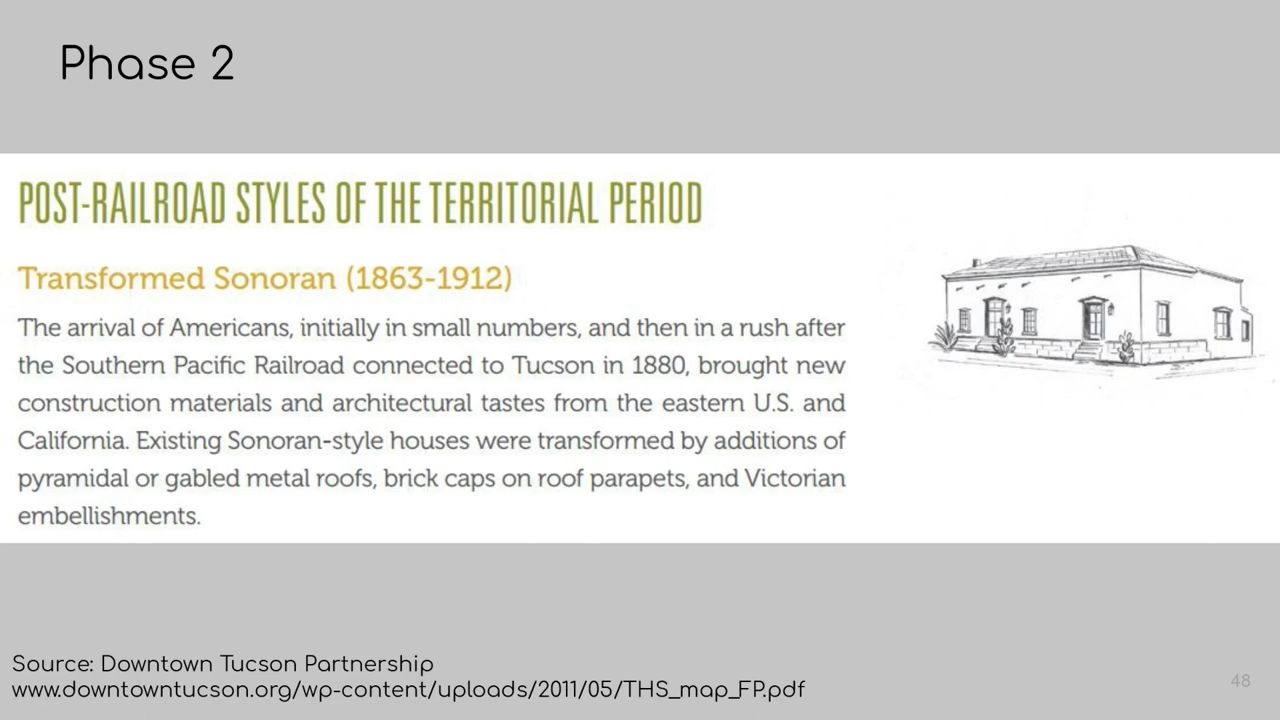 Phase 2
POST-RAILROAD STYLES OF THE TERRITORIAL PERIOD
Transformed Sonoran (1863-1912)
The arrival of Americans, initially in small numbers, and then in a rush after
the Southern Pacific Railroad connected to Tucson in 1880, brought new
construction materials and architectural tastes from the eastern U.S. and
California. Existing Sonoran-style houses were transformed by additions of
pyramidal or gabled metal roofs, brick caps on roof parapets, and Victorian
embellishments.
Source: Downtown Tucson Partnership
www.downtowntucson.org/wp-content/uploads/2011/05/THS_map_FP.pdf
48